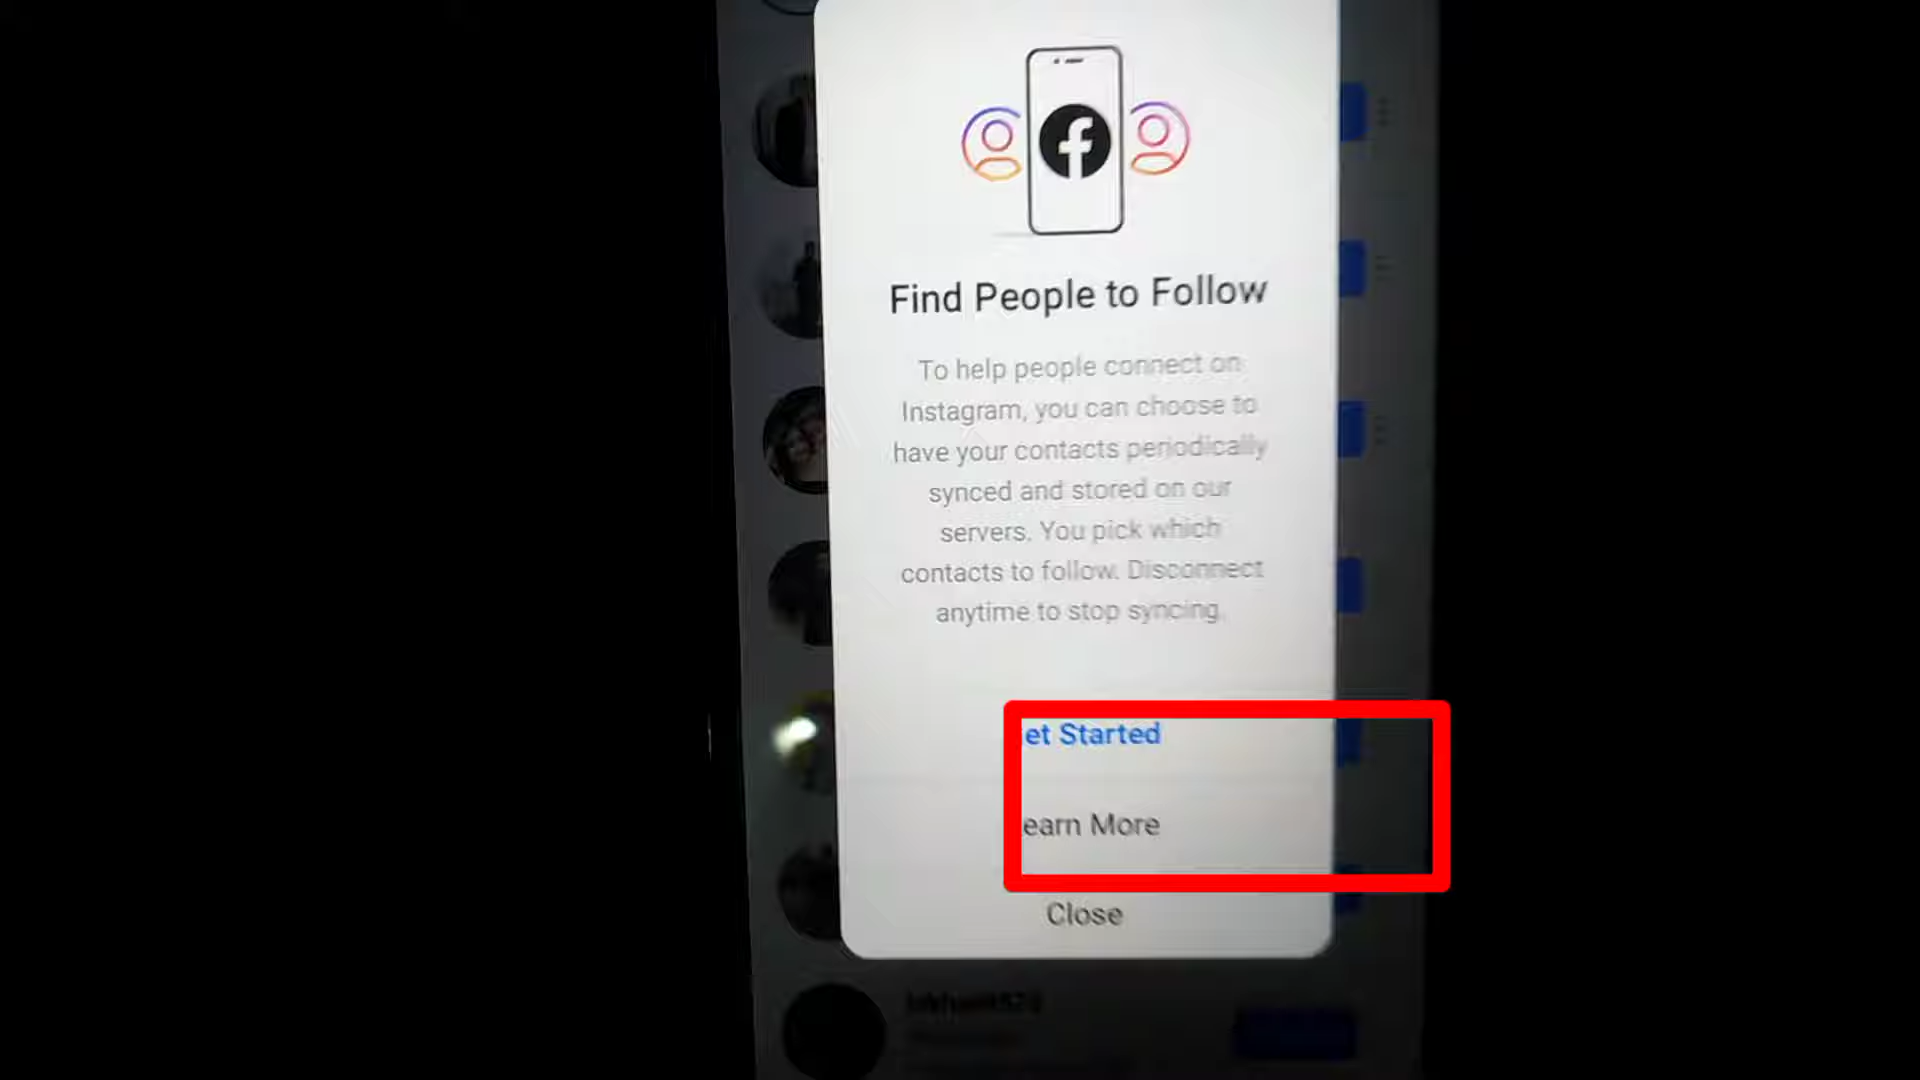 Find People to Follow
To help people connect on
Instagram, you can choose to
have your contacts periodically
synced and stored on our
servers. You pick which
contacts to follow. Disconnect
anytime to stop syncing.
et Started
earn More
Close